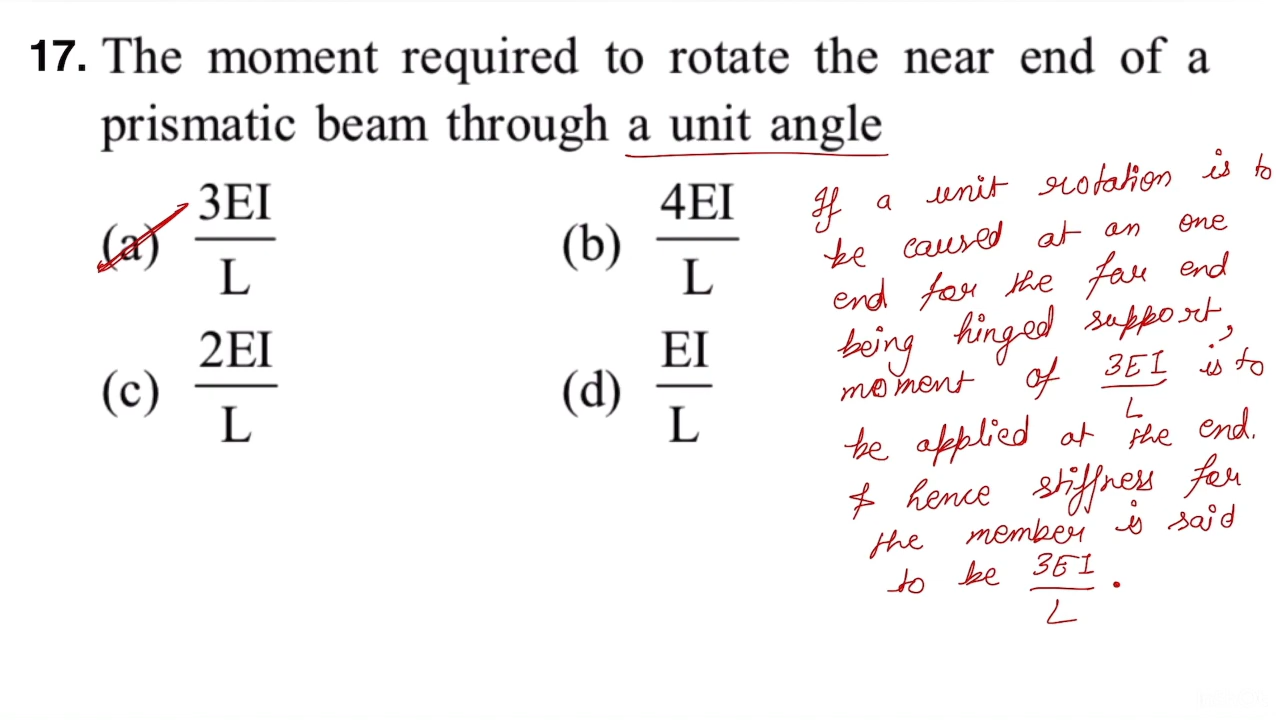 17. The moment required to rotate the near end of a
prismatic beam through a unit angle
(a) 3EI/L
(b) 4EI/L
(c) 2EI/L
(d) EI/L
If a unit rotation is to
be caused at an one
end for the far end
being hinged support,
moment of 3EI/L is to
be applied at the end.
& hence stiffness for
the member is said
to be 3EI/L.